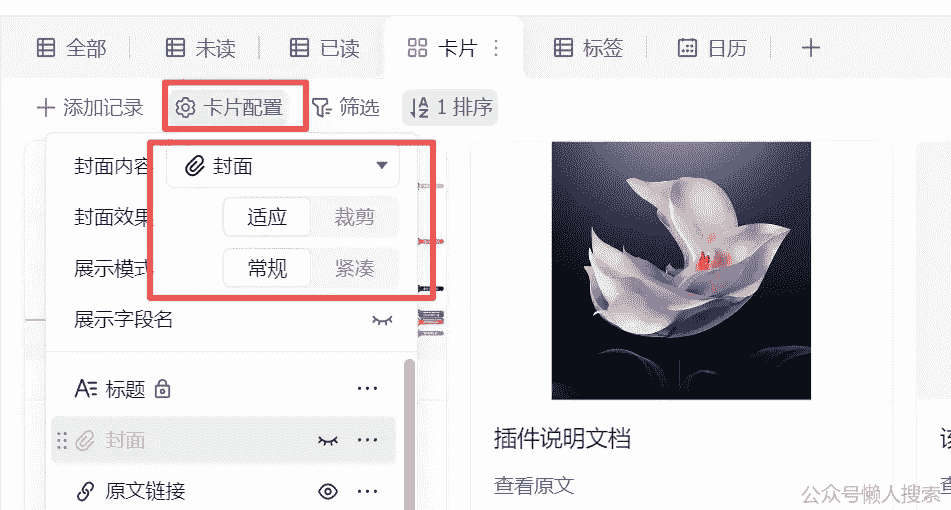 全部 未读 已读 卡片 标签 日历
添加记录 卡片配置 筛选 1 排序
封面内容 封面
封面效果 适应 裁剪
展示模式 常规 紧凑
展示字段名
标题
封面
原文链接
插件说明文档
查看原文
公众号懒人搜索